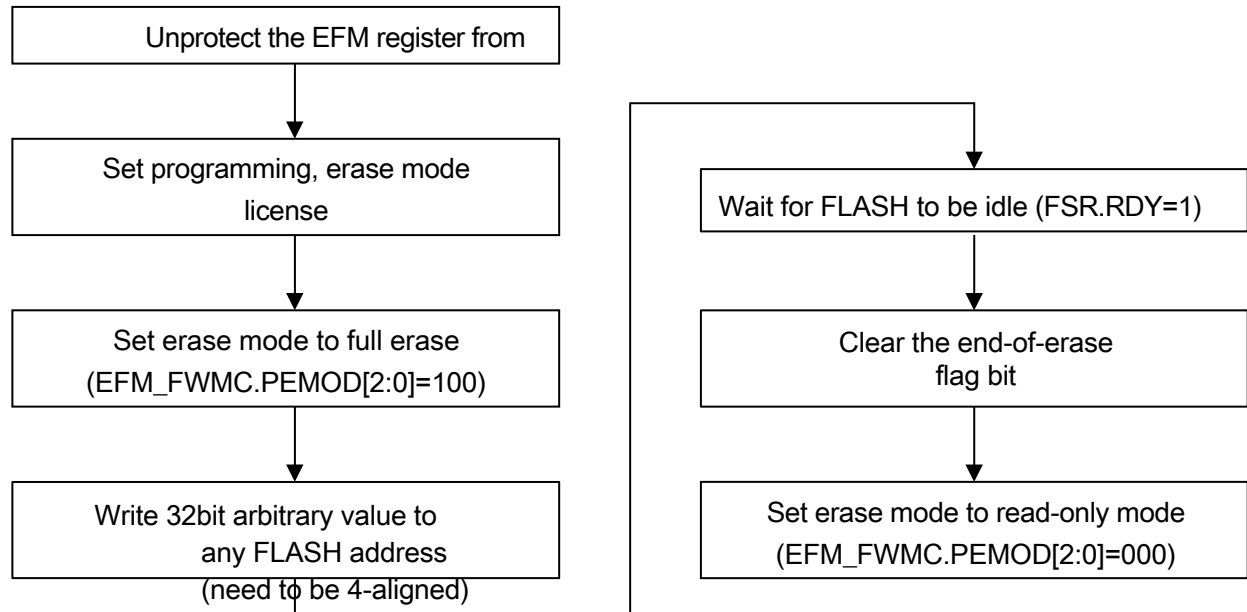 Unprotect the EFM register from
Set programming, erase mode
license
Set erase mode to full erase
(EFM_FWMC.PEMOD[2:0]=100)
Write 32bit arbitrary value to
any FLASH address
(need to be 4-aligned)
Wait for FLASH to be idle (FSR.RDY=1)
Clear the end-of-erase
flag bit
Set erase mode to read-only mode
(EFM_FWMC.PEMOD[2:0]=000)